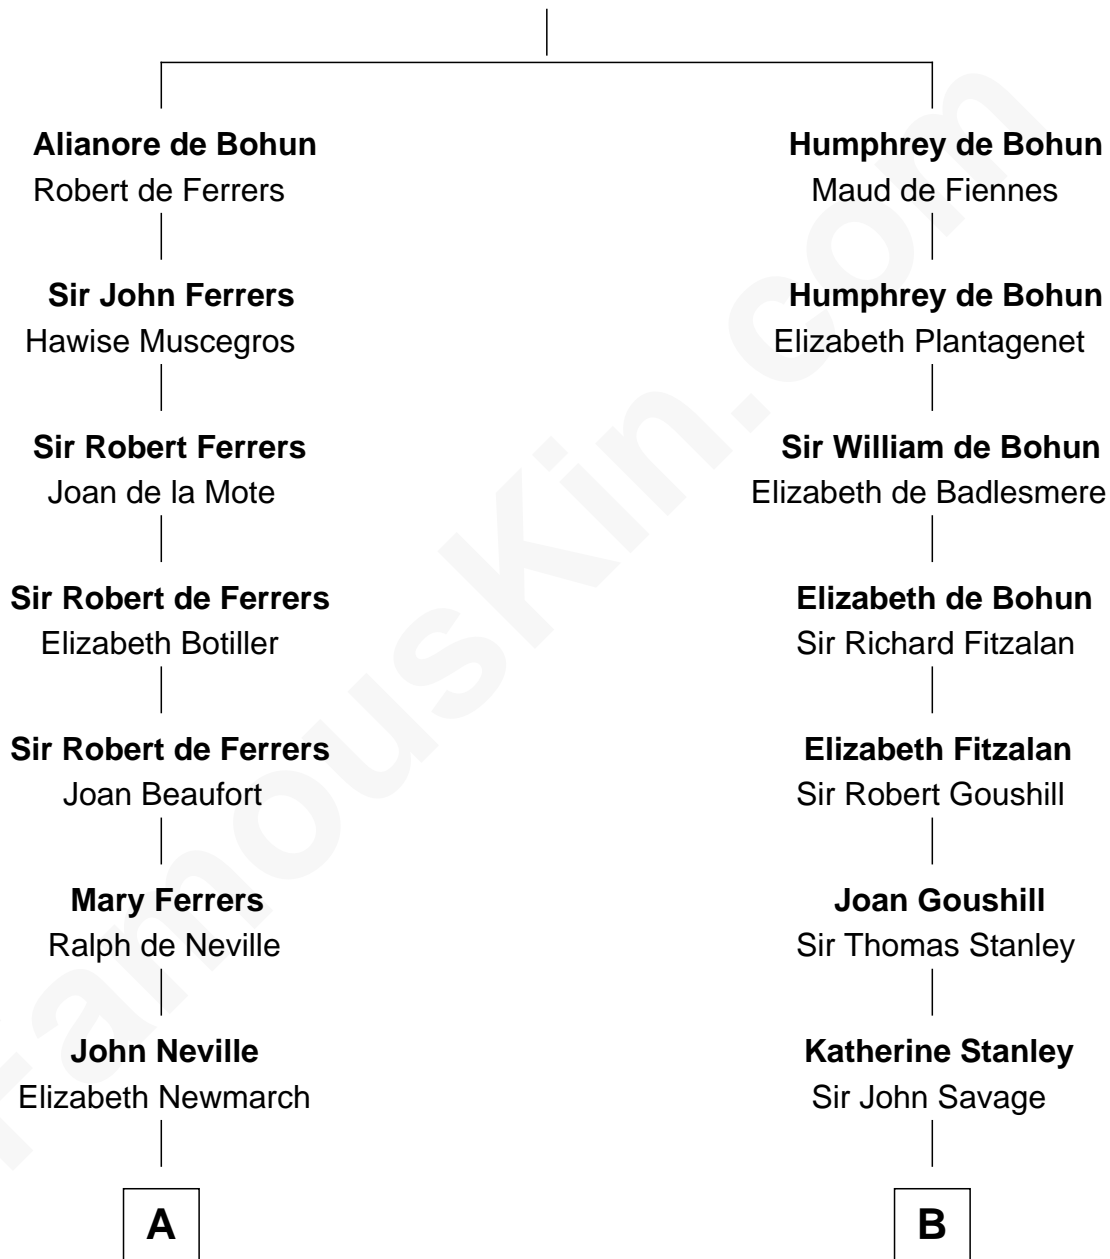 Alianore de Bohun
Robert de Ferrers
Humphrey de Bohun
Maud de Fiennes
Sir John Ferrers
Hawise Muscegros
Humphrey de Bohun
Elizabeth Plantagenet
Sir Robert Ferrers
Joan de la Mote
Sir William de Bohun
Elizabeth de Badlesmere
Sir Robert de Ferrers
Elizabeth Botiller
Elizabeth de Bohun
Sir Richard Fitzalan
Sir Robert de Ferrers
Joan Beaufort
Elizabeth Fitzalan
Sir Robert Goushill
Mary Ferrers
Ralph de Neville
Joan Goushill
Sir Thomas Stanley
John Neville
Elizabeth Newmarch
Katherine Stanley
Sir John Savage
A
B
FamousKin.com